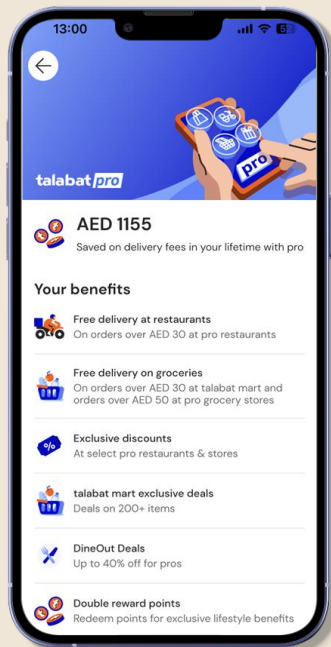 13:00
talabat pro
pro
AED 1155
Saved on delivery fees in your lifetime with pro
Your benefits
Free delivery at restaurants
On orders over AED 30 at pro restaurants
Free delivery on groceries
On orders over AED 30 at talabat mart and
orders over AED 50 at pro grocery stores
%
Exclusive discounts
At select pro restaurants & stores
talabat mart exclusive deals
Deals on 200+ items
DineOut Deals
Up to 40% off for pros
Double reward points
Redeem points for exclusive lifestyle benefits